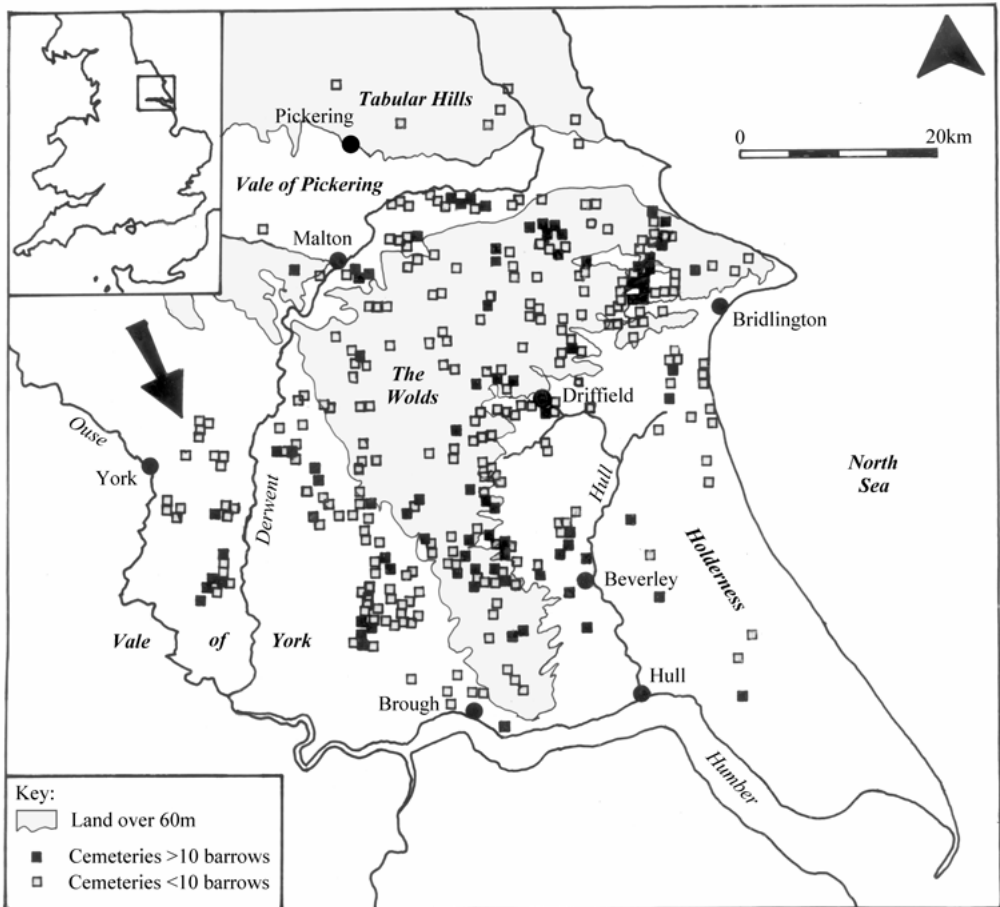 Tabular Hills
Pickering
0 20km
Vale of Pickering
Malton
Bridlington
The
Wolds
Driffield
Ouse
York
Derwent
Hull
North
Sea
Holderness
Beverley
Vale of York
Hull
Brough
Humber
Key:
Land over 60m
Cemeteries >10 barrows
Cemeteries <10 barrows